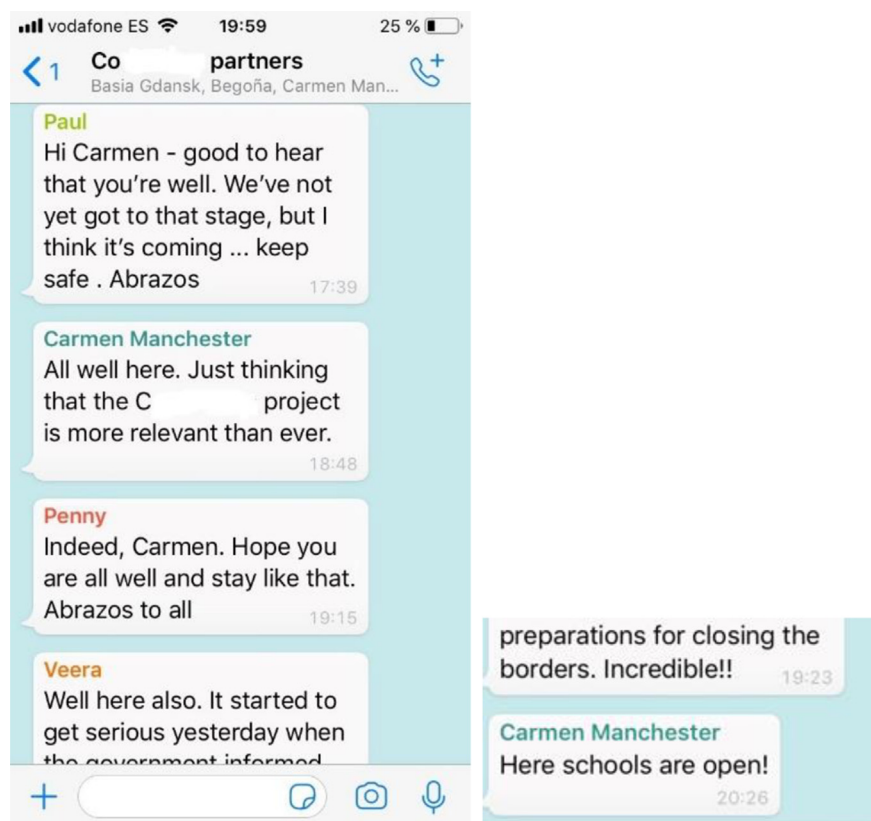 vodafone ES 19:59 25 %
1 Co partners
Basia Gdansk, Begoña, Carmen Man...
Paul
Hi Carmen - good to hear
that you're well. We've not
yet got to that stage, but I
think it's coming ... keep
safe . Abrazos 17:39
Carmen Manchester
All well here. Just thinking
that the C project
is more relevant than ever.
18:48
Penny
Indeed, Carmen. Hope you
are all well and stay like that.
Abrazos to all 19:15
Veera
Well here also. It started to
get serious yesterday when
the government informed
preparations for closing the
borders. Incredible!! 19:23
Carmen Manchester
Here schools are open!
20:26